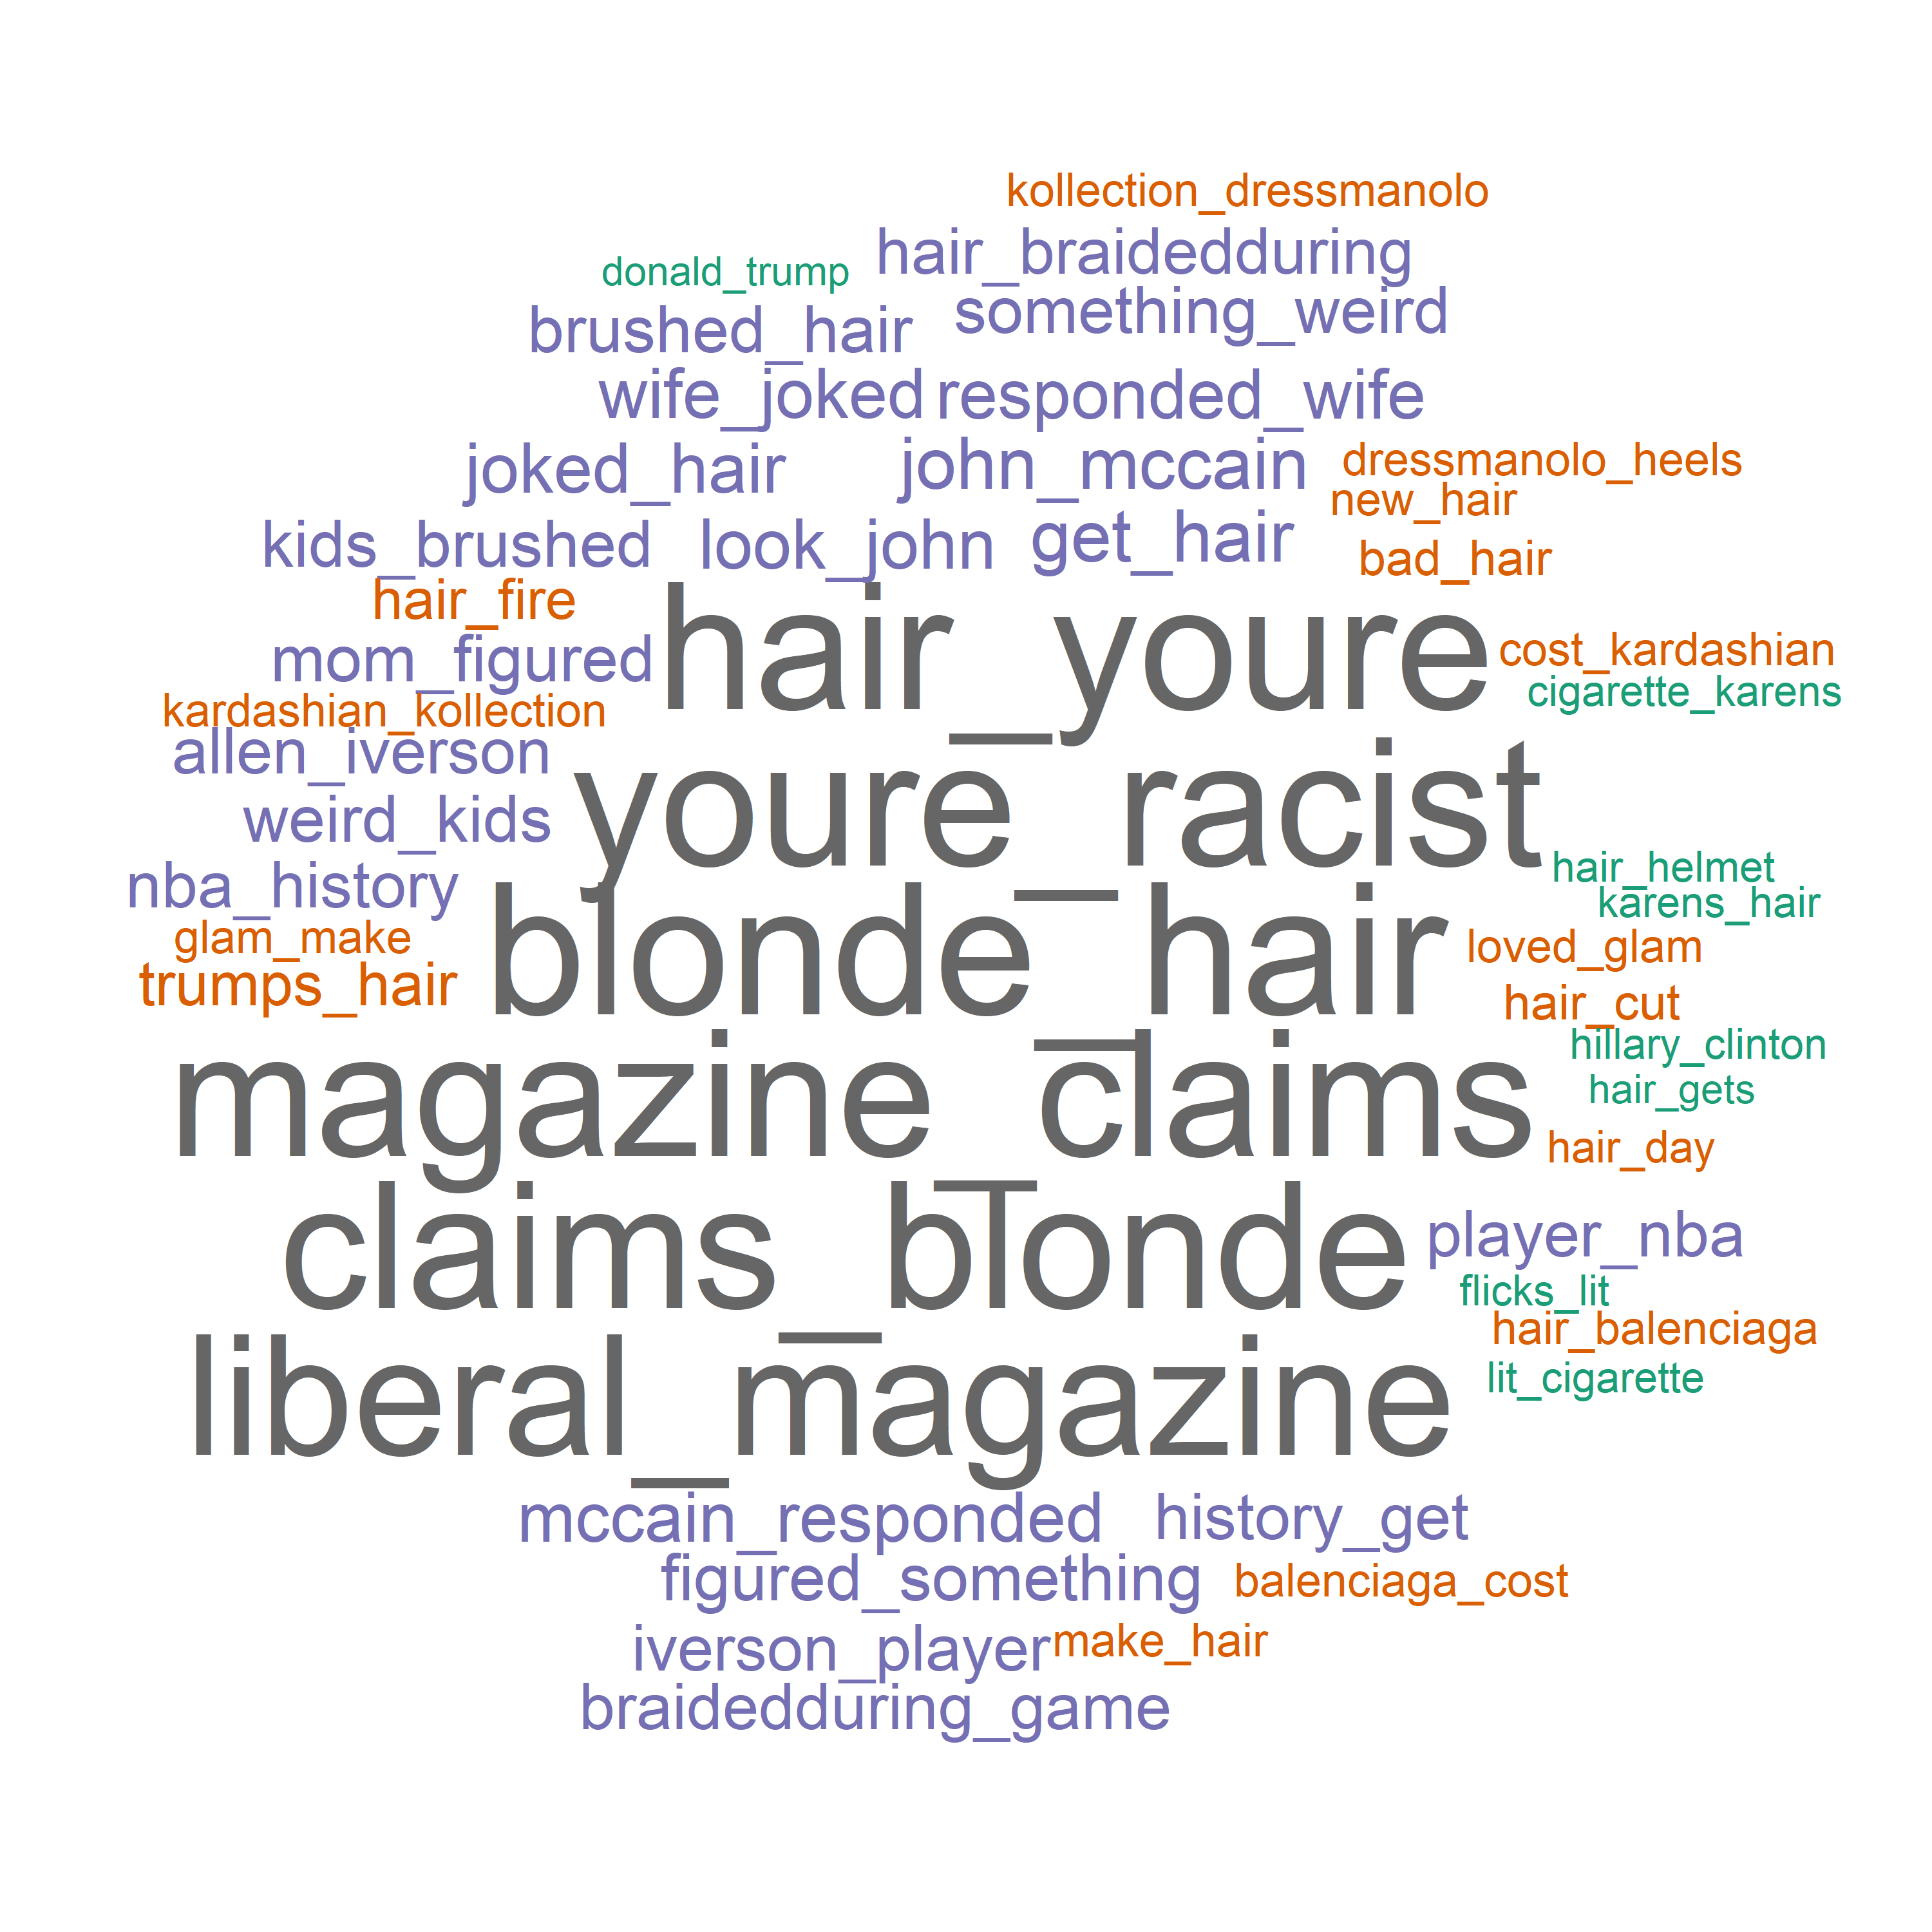 kollection_dressmanolo
hair_braidedduring
donald_trump
something_weird
brushed_hair
wife_joked responded_wife
joked_hair john_mccain dressmanolo_heels
new_hair
kids_brushed look_john get_hair bad_hair
hair_fire
hair_youre
mom_figured cost_kardashian
cigarette_karens
kardashian_kollection
allen_iverson
youre_racist
weird_kids
hair_helmet
nba_history karens_hair
glam_make loved_glam
blonde_hair
trumps_hair hair_cut
hillary_clinton
hair_gets
magazine_claims
hair_day
claims_blonde player_nba
flicks_lit
hair_balenciaga
lit_cigarette
liberal_magazine
mccain_responded history_get
figured_something balenciaga_cost
iverson_player make_hair
braidedduring_game